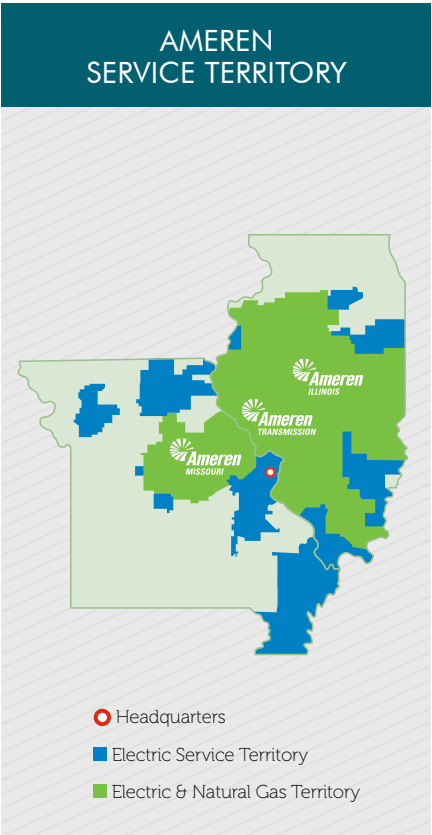 AMEREN
SERVICE TERRITORY
Ameren
ILLINOIS
Ameren
TRANSMISSION
Ameren
MISSOURI
Headquarters
Electric Service Territory
Electric & Natural Gas Territory